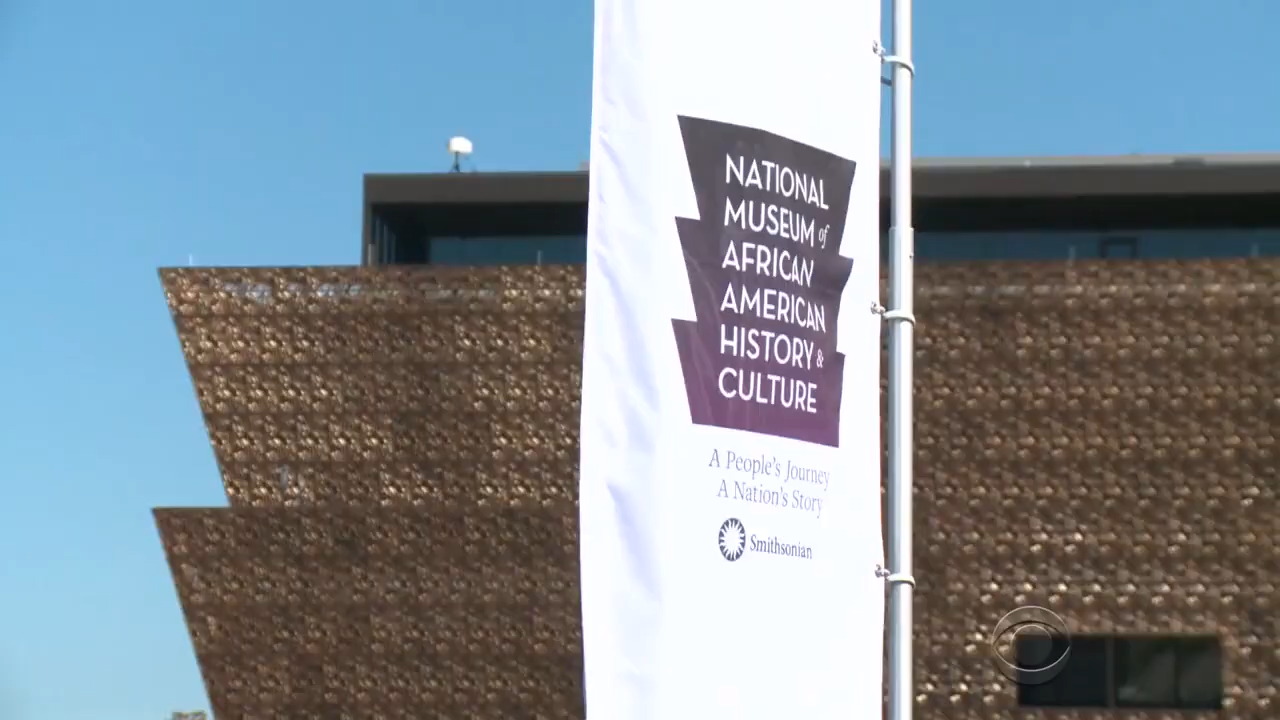 NATIONAL
MUSEUM of
AFRICAN
AMERICAN
HISTORY &
CULTURE
A People's Journey
A Nation's Story
Smithsonian